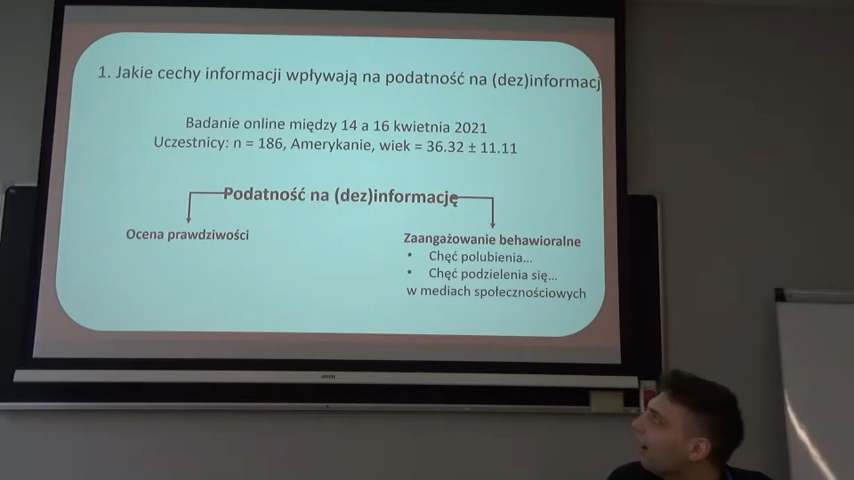 1. Jakie cechy informacji wpływają na podatność na (dez)informacj
Badanie online między 14 a 16 kwietnia 2021
Uczestnicy: n = 186, Amerykanie, wiek = 36.32 ± 11.11
Podatność na (dez)informację
Ocena prawdziwości
Zaangażowanie behawioralne
• Chęć polubienia...
• Chęć podzielenia się...
w mediach społecznościowych